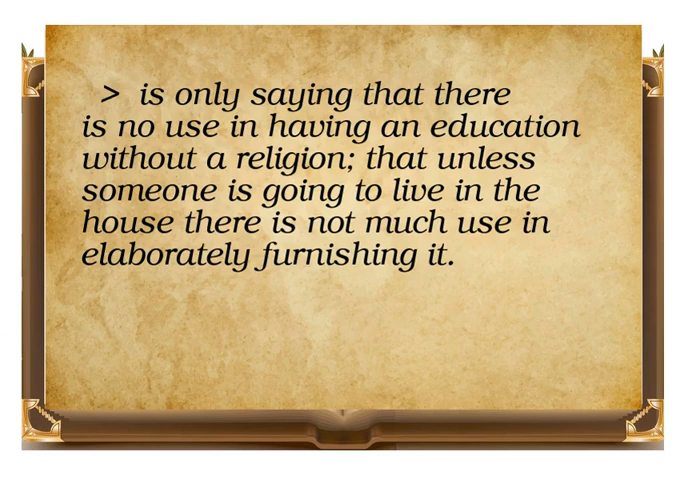 > is only saying that there
is no use in having an education
without a religion; that unless
someone is going to live in the
house there is not much use in
elaborately furnishing it.